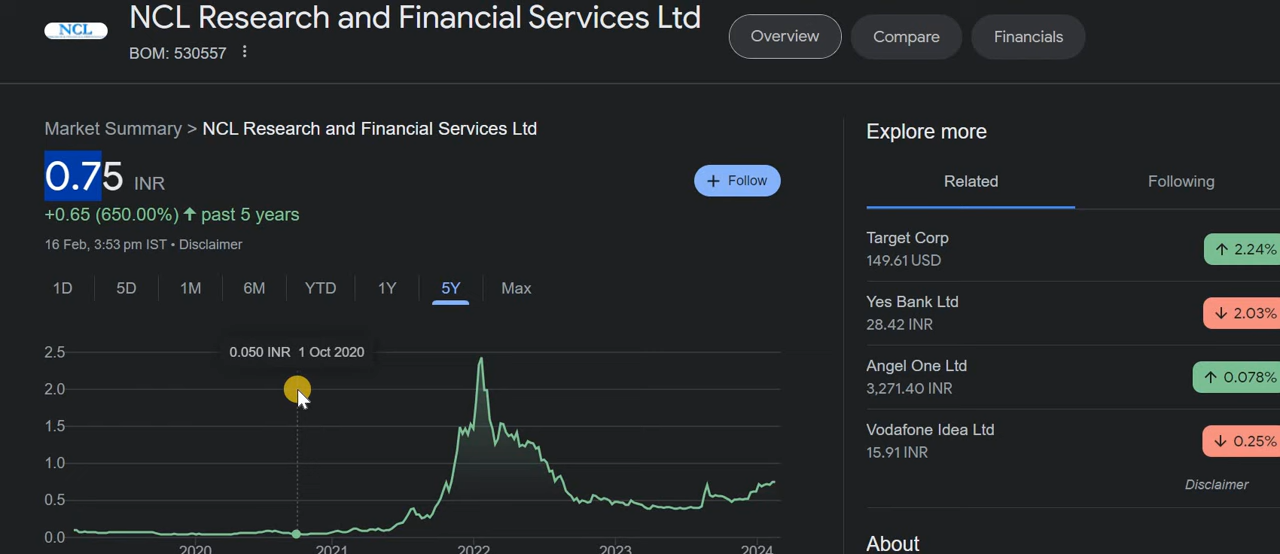 NCL
NCL Research and Financial Services Ltd
BOM: 530557
Overview
Compare
Financials
Market Summary > NCL Research and Financial Services Ltd
0.75 INR
+ Follow
+0.65 (650.00%) ↑ past 5 years
16 Feb, 3:53 pm IST • Disclaimer
1D 5D 1M 6M YTD 1Y 5Y Max
0.050 INR 1 Oct 2020
2.5
2.0
1.5
1.0
0.5
0.0
2020 2021 2022 2023 2024
Explore more
Related Following
Target Corp
149.61 USD
↑ 2.24%
Yes Bank Ltd
28.42 INR
↓ 2.03%
Angel One Ltd
3,271.40 INR
↑ 0.078%
Vodafone Idea Ltd
15.91 INR
↓ 0.25%
Disclaimer
About